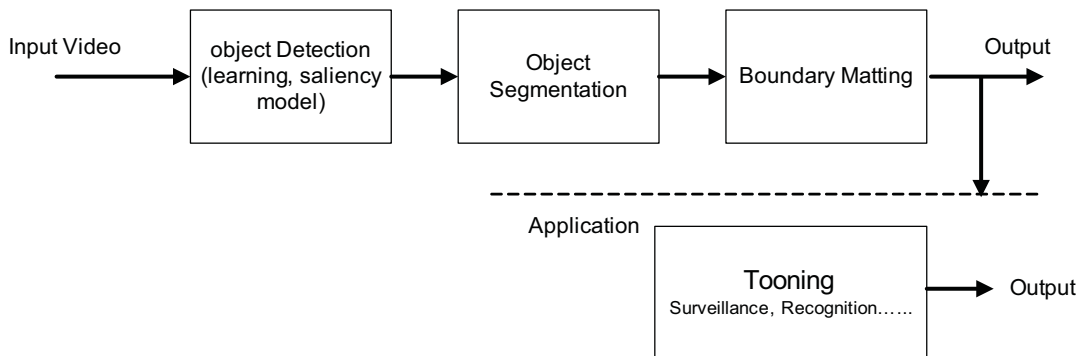 Input Video
object Detection
(learning, saliency
model)
Object
Segmentation
Boundary Matting
Output
Application
Tooning
Surveillance, Recognition…...
Output